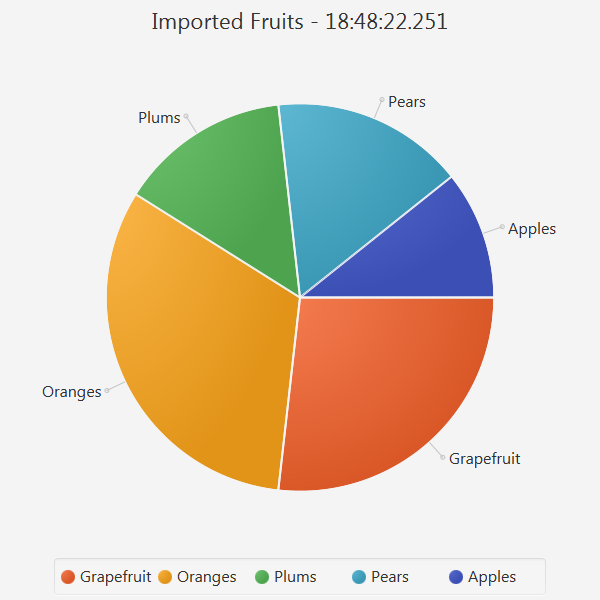 Imported Fruits - 18:48:22.251
Pears
Plums
Apples
Oranges
Grapefruit
Grapefruit Oranges Plums Pears Apples